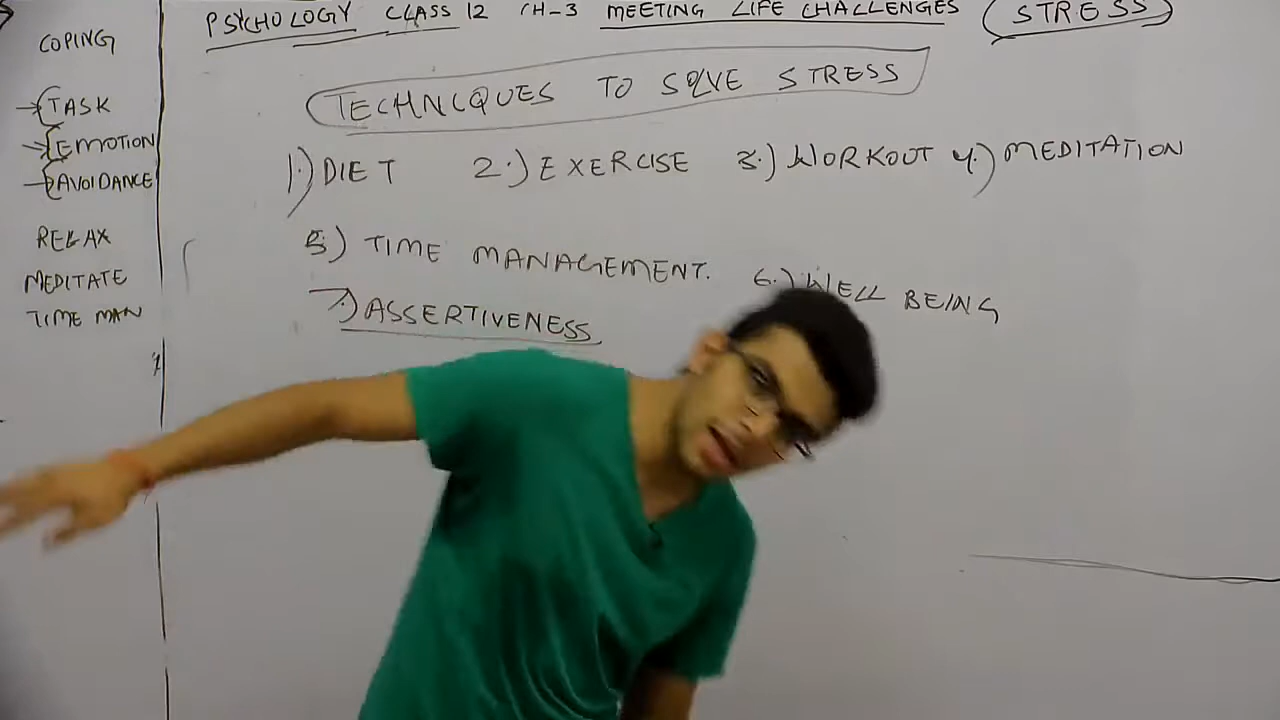 PSYCHOLOGY CLASS 12 CH-3 MEETING LIFE CHALLENGES (STRESS)
COPING
TASK
EMOTION
AVOIDANCE
RELAX
MEDITATE
TIME MAN
TECHNICQUES TO SOLVE STRESS
1.) DIET 2.) EXERCISE 3.) WORKOUT 4.) MEDITATION
5.) TIME MANAGEMENT. 6.) WELL BEING
7.) ASSERTIVENESS